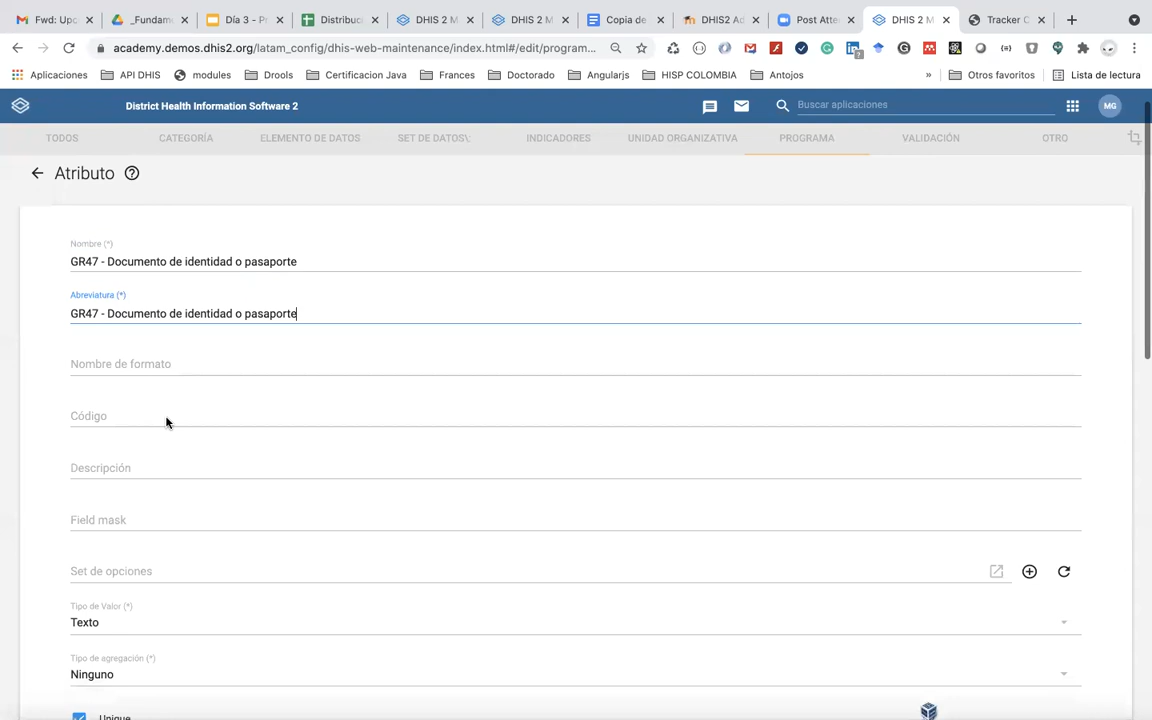 Fwd: Up
_Fundame
Día 3 - Pr
Distribuc
DHIS 2 M
DHIS 2 M
Copia de
DHIS2 Ad
Post Atte
DHIS 2 M
Tracker C
academy.demos.dhis2.org/latam_config/dhis-web-maintenance/index.html#/edit/program...
Aplicaciones
API DHIS
modules
Drools
Certificacion Java
Frances
Doctorado
Angularjs
HISP COLOMBIA
Antojos
»
Otros favoritos
Lista de lectura
District Health Information Software 2
Buscar aplicaciones
MG
TODOS
CATEGORÍA
ELEMENTO DE DATOS
SET DE DATOS\:
INDICADORES
UNIDAD ORGANIZATIVA
PROGRAMA
VALIDACIÓN
OTRO
Atributo
Nombre (*)
GR47 - Documento de identidad o pasaporte
Abreviatura (*)
GR47 - Documento de identidad o pasaporte
Nombre de formato
Código
Descripción
Field mask
Set de opciones
Tipo de Valor (*)
Texto
Tipo de agregación (*)
Ninguno
Unique